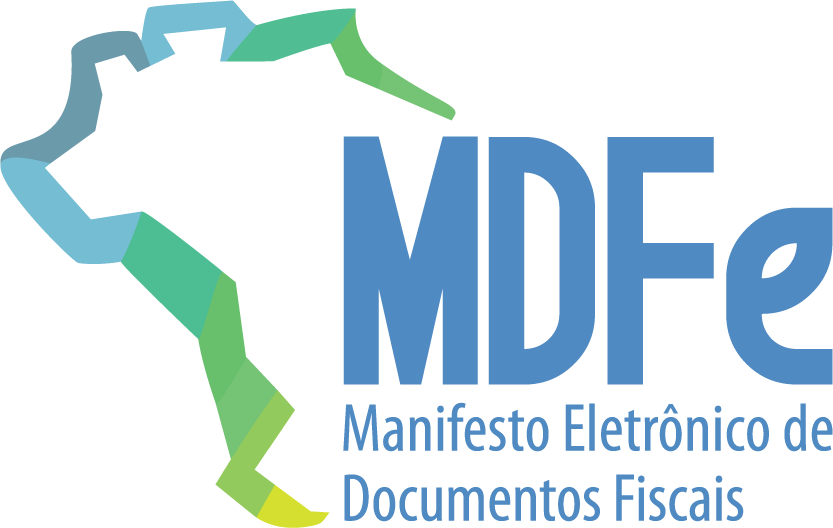 MDFe
Manifesto Eletrônico de
Documentos Fiscais